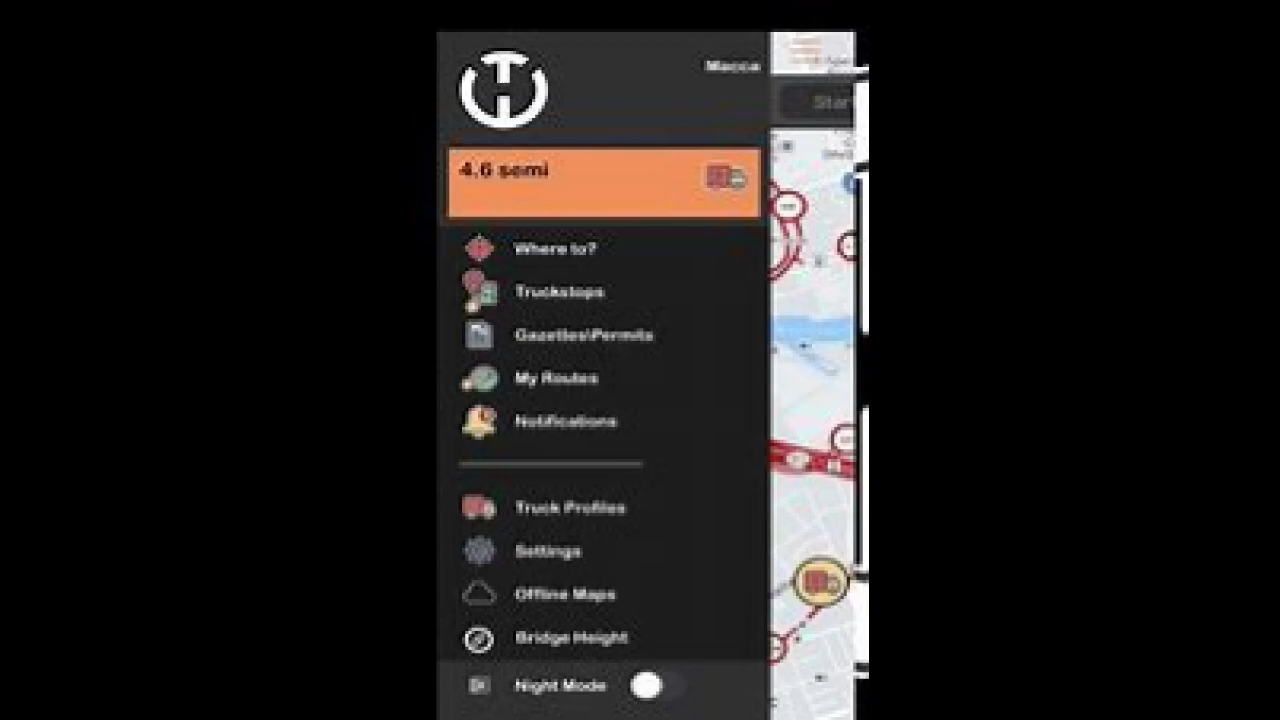 Macca
4.6 semi
Where to?
Truckstops
Gazettes\Permits
My Routes
Notifications
Truck Profiles
Settings
Offline Maps
Bridge Height
Night Mode